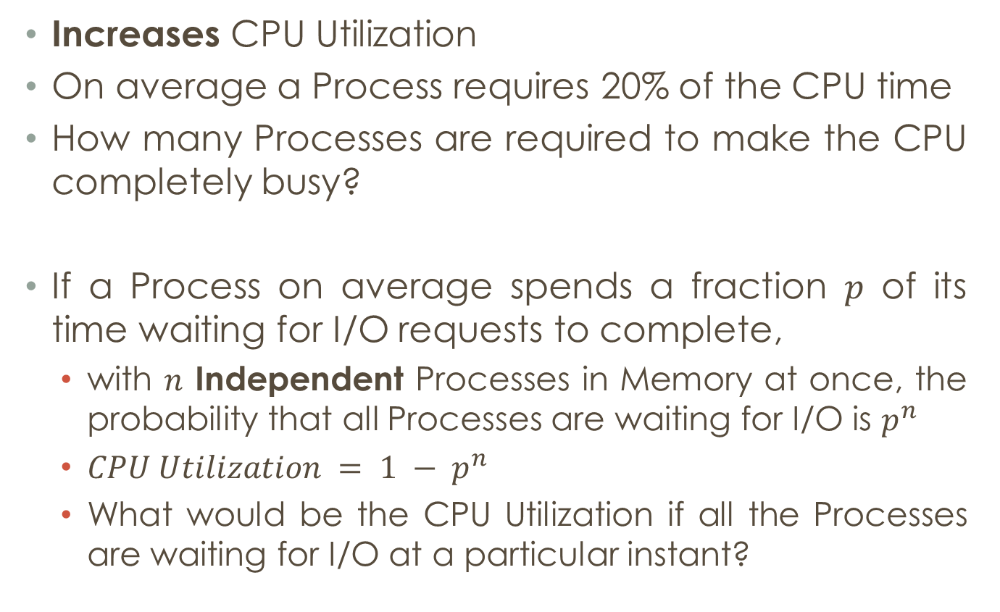 • Increases CPU Utilization
• On average a Process requires 20% of the CPU time
• How many Processes are required to make the CPU
completely busy?
• If a Process on average spends a fraction 𝑝 of its
time waiting for I/O requests to complete,
• with 𝑛 Independent Processes in Memory at once, the
probability that all Processes are waiting for I/O is 𝑝ⁿ
• 𝐶𝑃𝑈 𝑈𝑡𝑖𝑙𝑖𝑧𝑎𝑡𝑖𝑜𝑛 = 1 − 𝑝ⁿ
• What would be the CPU Utilization if all the Processes
are waiting for I/O at a particular instant?